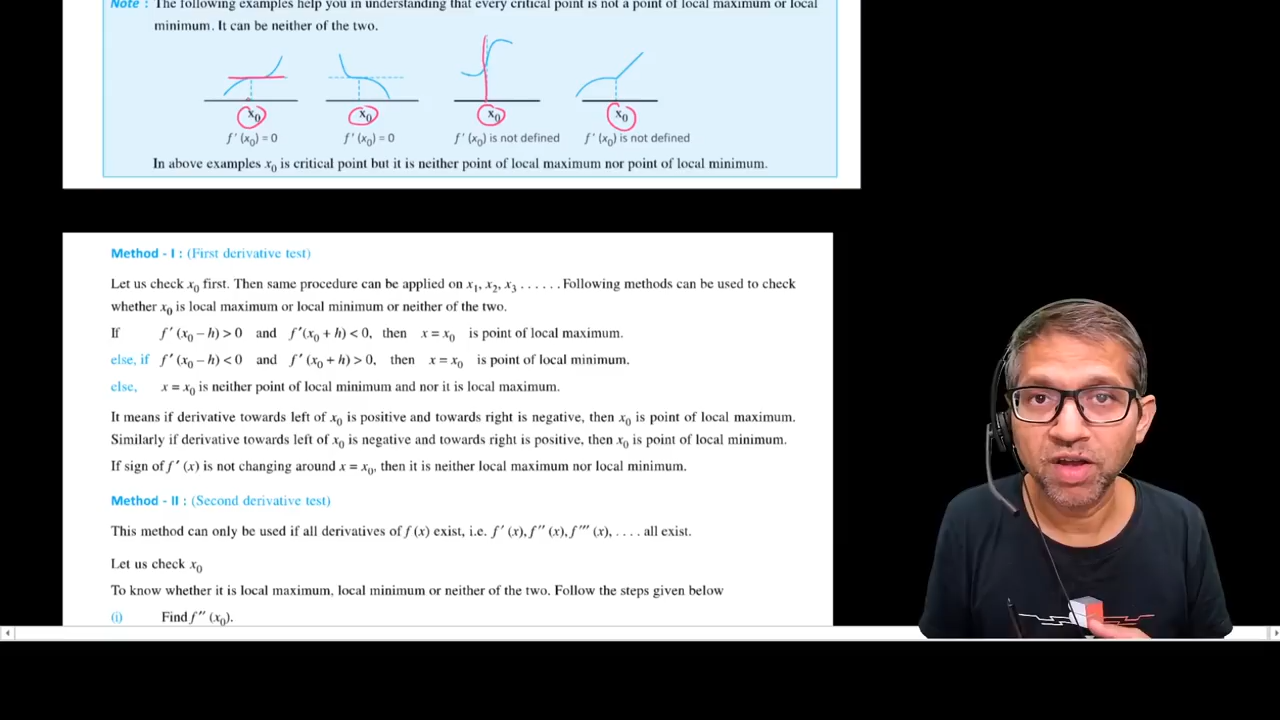 Note : The following examples help you in understanding that every critical point is not a point of local maximum or local
minimum. It can be neither of the two.
x₀ x₀ x₀ x₀
f ′ (x₀) = 0 f ′ (x₀) = 0 f ′ (x₀) is not defined f ′ (x₀) is not defined
In above examples x₀ is critical point but it is neither point of local maximum nor point of local minimum.
Method - I : (First derivative test)
Let us check x₀ first. Then same procedure can be applied on x₁, x₂, x₃ . . . . . . Following methods can be used to check
whether x₀ is local maximum or local minimum or neither of the two.
If f ′ (x₀ – h) > 0 and f ′(x₀ + h) < 0, then x = x₀ is point of local maximum.
else, if f ′ (x₀ – h) < 0 and f ′ (x₀ + h) > 0, then x = x₀ is point of local minimum.
else, x = x₀ is neither point of local minimum and nor it is local maximum.
It means if derivative towards left of x₀ is positive and towards right is negative, then x₀ is point of local maximum.
Similarly if derivative towards left of x₀ is negative and towards right is positive, then x₀ is point of local minimum.
If sign of f ′ (x) is not changing around x = x₀, then it is neither local maximum nor local minimum.
Method - II : (Second derivative test)
This method can only be used if all derivatives of f (x) exist, i.e. f ′ (x), f ″ (x), f ‴ (x), . . . . all exist.
Let us check x₀
To know whether it is local maximum, local minimum or neither of the two. Follow the steps given below
(i) Find f ″ (x₀).